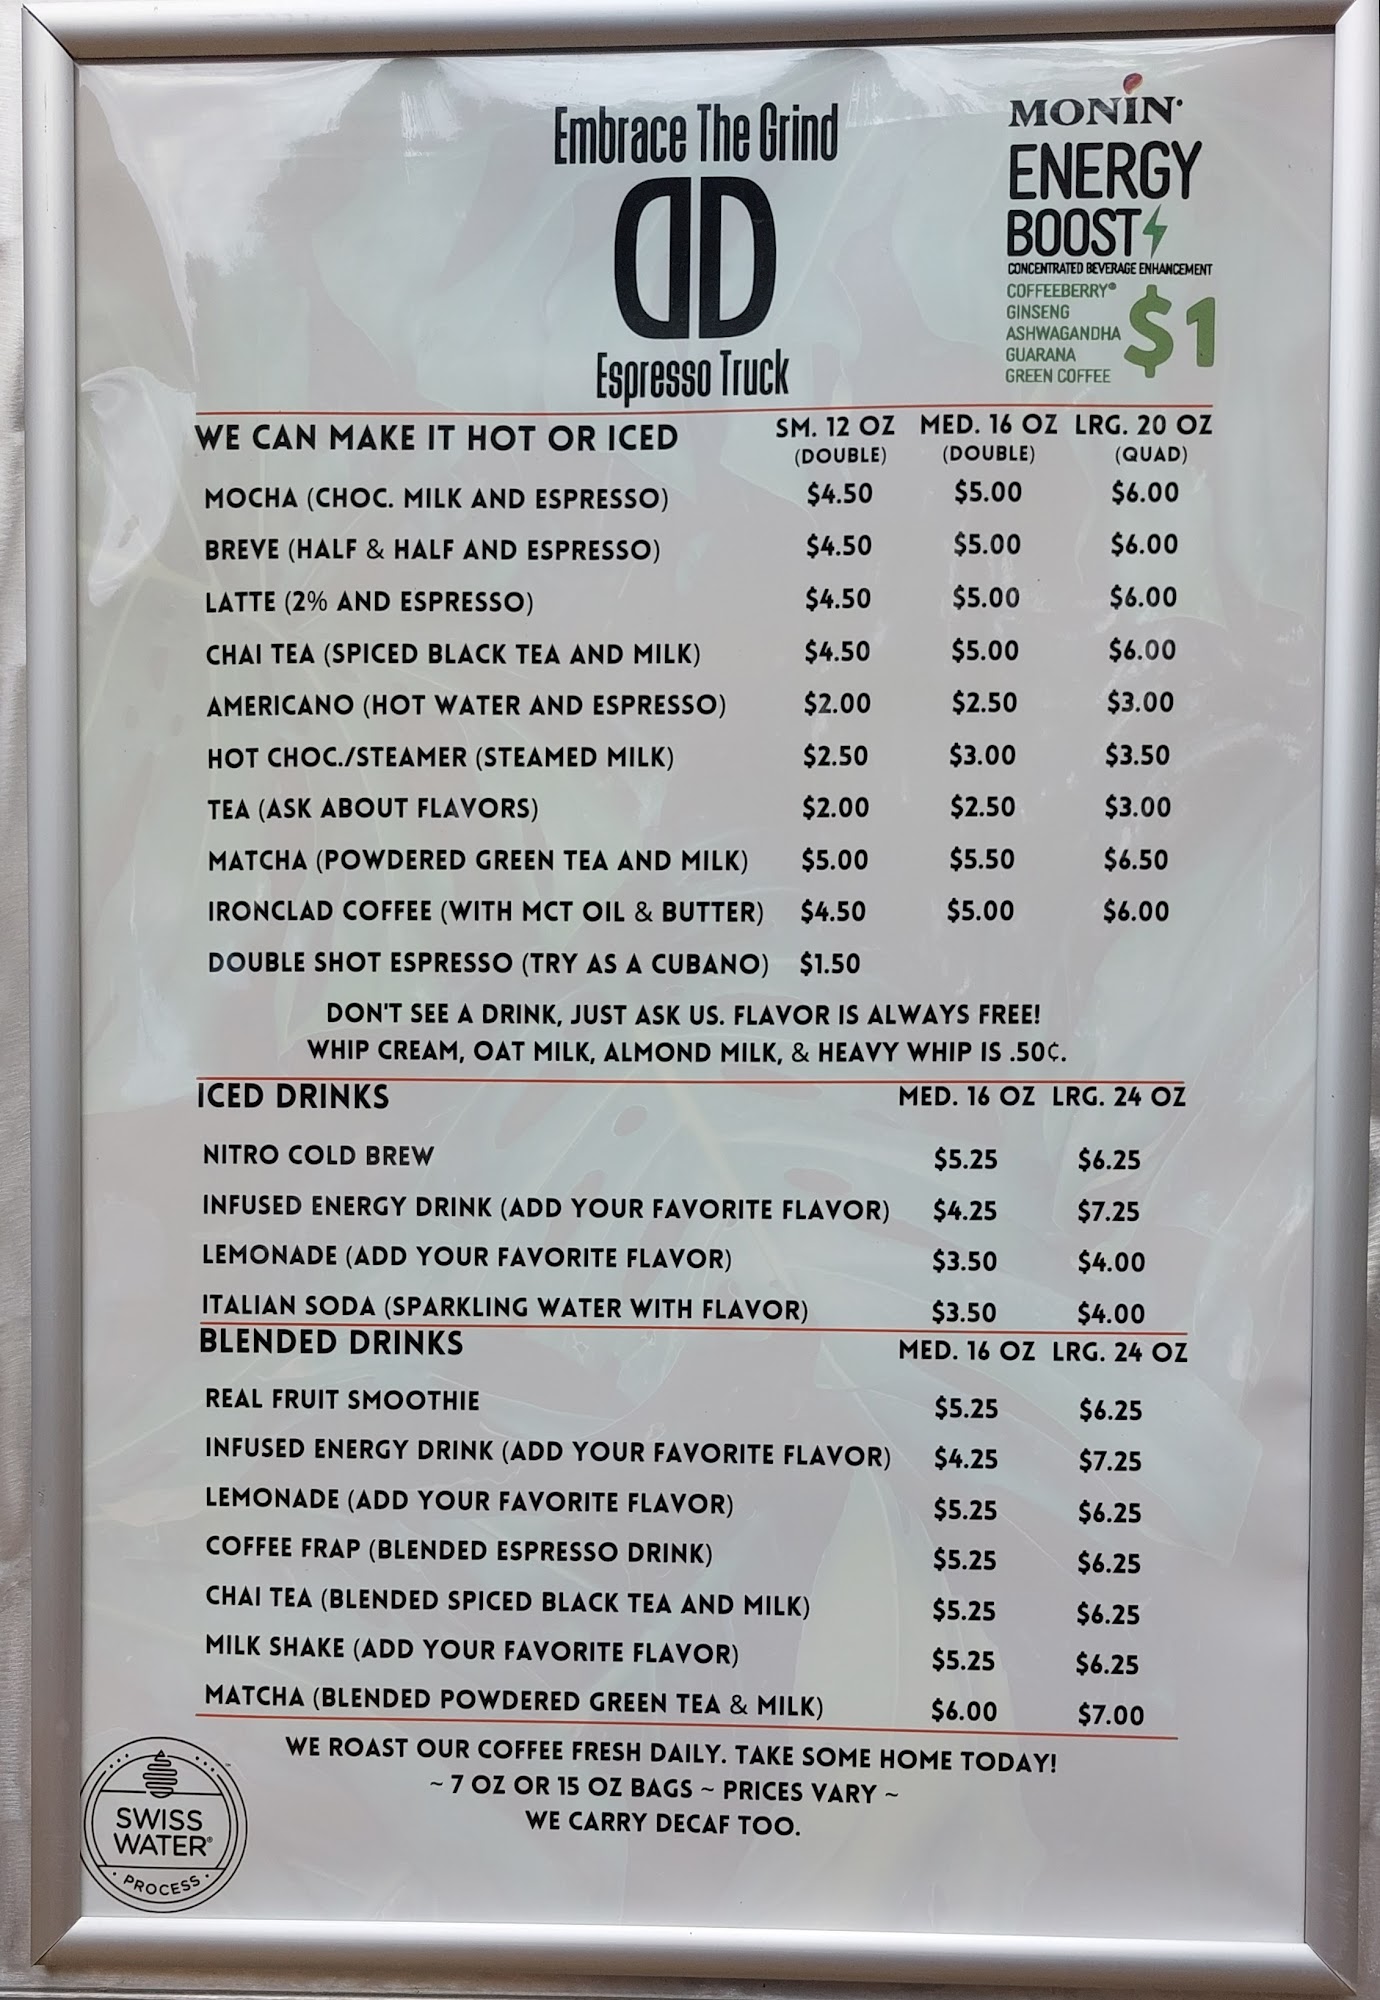 Embrace The Grind
DD
Espresso Truck
MONIN
ENERGY
BOOST
CONCENTRATED BEVERAGE ENHANCEMENT
COFFEEBERRY®
GINSENG
ASHWAGANDHA
GUARANA
GREEN COFFEE
$1
WE CAN MAKE IT HOT OR ICED SM. 12 OZ MED. 16 OZ LRG. 20 OZ
(DOUBLE) (DOUBLE) (QUAD)
MOCHA (CHOC. MILK AND ESPRESSO) $4.50 $5.00 $6.00
BREVE (HALF & HALF AND ESPRESSO) $4.50 $5.00 $6.00
LATTE (2% AND ESPRESSO) $4.50 $5.00 $6.00
CHAI TEA (SPICED BLACK TEA AND MILK) $4.50 $5.00 $6.00
AMERICANO (HOT WATER AND ESPRESSO) $2.00 $2.50 $3.00
HOT CHOC./STEAMER (STEAMED MILK) $2.50 $3.00 $3.50
TEA (ASK ABOUT FLAVORS) $2.00 $2.50 $3.00
MATCHA (POWDERED GREEN TEA AND MILK) $5.00 $5.50 $6.50
IRONCLAD COFFEE (WITH MCT OIL & BUTTER) $4.50 $5.00 $6.00
DOUBLE SHOT ESPRESSO (TRY AS A CUBANO) $1.50
DON'T SEE A DRINK, JUST ASK US. FLAVOR IS ALWAYS FREE!
WHIP CREAM, OAT MILK, ALMOND MILK, & HEAVY WHIP IS .50¢.
ICED DRINKS MED. 16 OZ LRG. 24 OZ
NITRO COLD BREW $5.25 $6.25
INFUSED ENERGY DRINK (ADD YOUR FAVORITE FLAVOR) $4.25 $7.25
LEMONADE (ADD YOUR FAVORITE FLAVOR) $3.50 $4.00
ITALIAN SODA (SPARKLING WATER WITH FLAVOR) $3.50 $4.00
BLENDED DRINKS MED. 16 OZ LRG. 24 OZ
REAL FRUIT SMOOTHIE $5.25 $6.25
INFUSED ENERGY DRINK (ADD YOUR FAVORITE FLAVOR) $4.25 $7.25
LEMONADE (ADD YOUR FAVORITE FLAVOR) $5.25 $6.25
COFFEE FRAP (BLENDED ESPRESSO DRINK) $5.25 $6.25
CHAI TEA (BLENDED SPICED BLACK TEA AND MILK) $5.25 $6.25
MILK SHAKE (ADD YOUR FAVORITE FLAVOR) $5.25 $6.25
MATCHA (BLENDED POWDERED GREEN TEA & MILK) $6.00 $7.00
WE ROAST OUR COFFEE FRESH DAILY. TAKE SOME HOME TODAY!
~ 7 OZ OR 15 OZ BAGS ~ PRICES VARY ~
WE CARRY DECAF TOO.
SWISS
WATER®
PROCESS